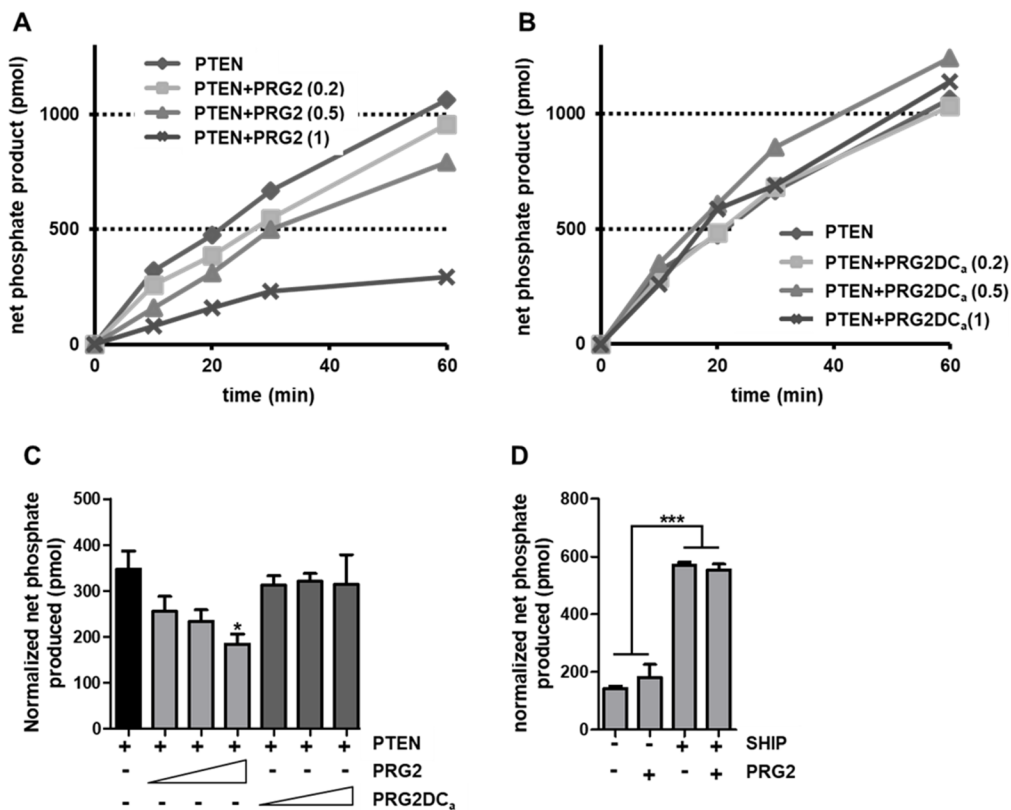 A
net phosphate product (pmol)
1000
500
0
PTEN
PTEN+PRG2 (0.2)
PTEN+PRG2 (0.5)
PTEN+PRG2 (1)
0 20 40 60
time (min)
B
net phosphate product (pmol)
1000
500
0
PTEN
PTEN+PRG2DCa (0.2)
PTEN+PRG2DCa (0.5)
PTEN+PRG2DCa(1)
0 20 40 60
time (min)
C
Normalized net phosphate
produced (pmol)
500
400
300
200
100
0
*
+ + + + + + + PTEN
- - - - PRG2
- - - - PRG2DCa
D
normalized net phosphate
produced (pmol)
800
600
400
200
0
***
- - + + SHIP
- + - + PRG2